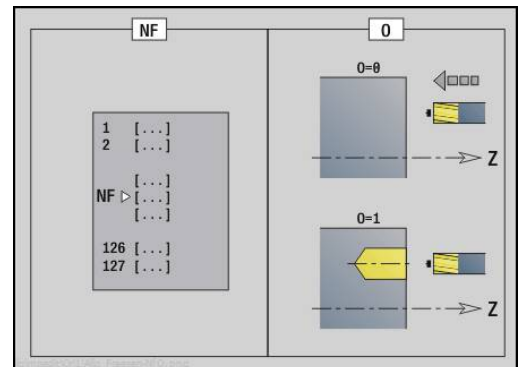 NF
1 [...]
2 [...]
[...]
NF [...]
[...]
126 [...]
127 [...]
O
O=0
Z
O=1
Z